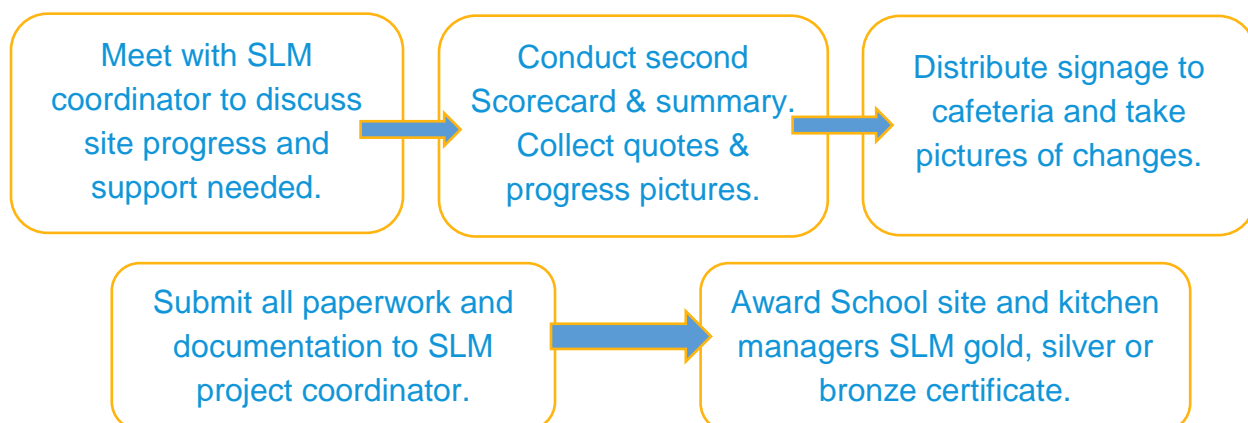 Meet with SLM
coordinator to discuss
site progress and
support needed.
Conduct second
Scorecard & summary.
Collect quotes &
progress pictures.
Distribute signage to
cafeteria and take
pictures of changes.
Submit all paperwork and
documentation to SLM
project coordinator.
Award School site and kitchen
managers SLM gold, silver or
bronze certificate.